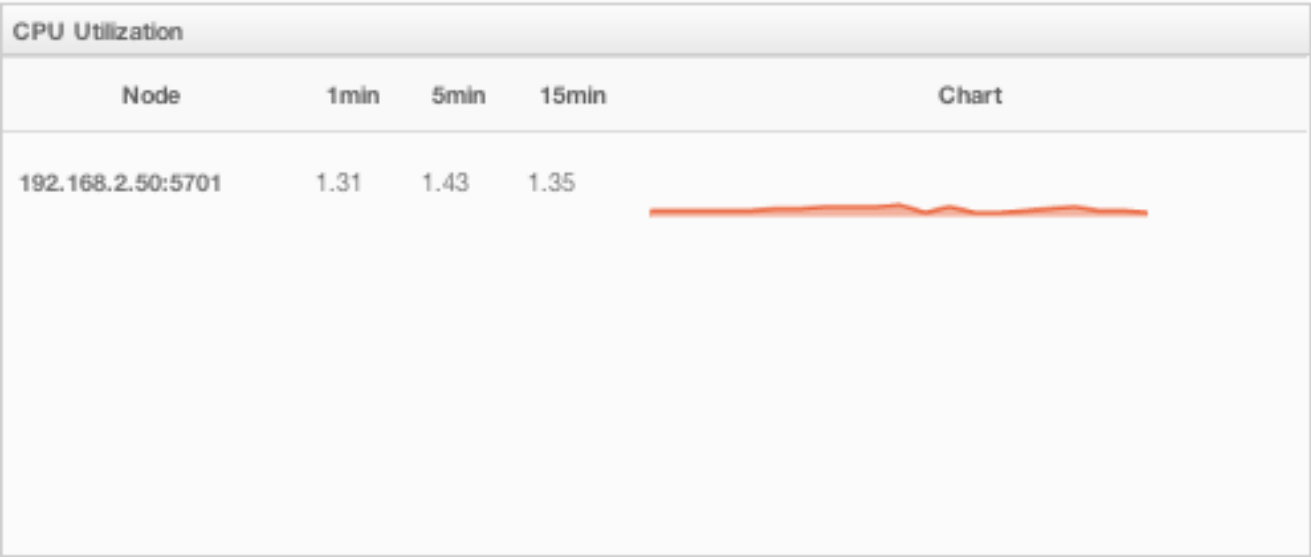 CPU Utilization
Node 1min 5min 15min Chart
192.168.2.50:5701 1.31 1.43 1.35